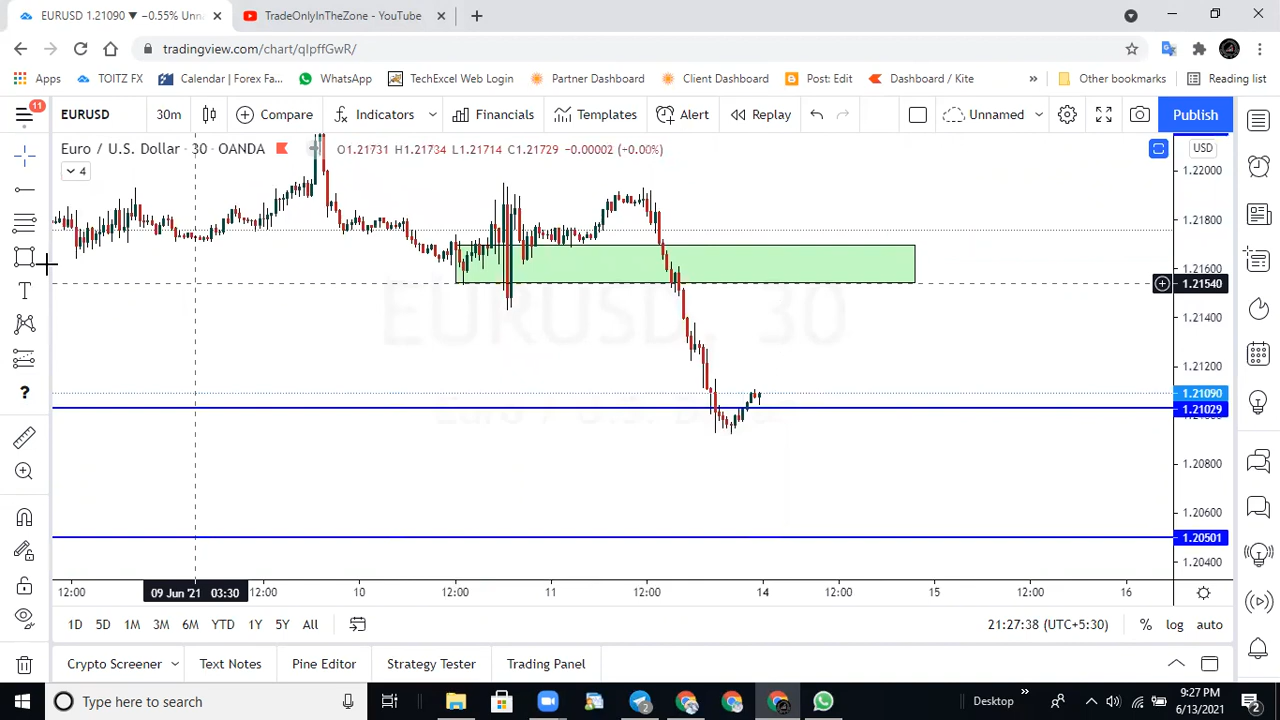 EURUSD 1.21090 ▼ −0.55% Unna
TradeOnlyInTheZone - YouTube
tradingview.com/chart/qIpffGwR/
Apps
TOITZ FX
Calendar | Forex Fa...
WhatsApp
TechExcel Web Login
Partner Dashboard
Client Dashboard
Post: Edit
Dashboard / Kite
»
Other bookmarks
Reading list
11
EURUSD
30m
Compare
Indicators
Financials
Templates
Alert
Replay
Unnamed
Publish
Euro / U.S. Dollar · 30 · OANDA
O1.21731 H1.21734 L1.21714 C1.21729 −0.00002 (+0.00%)
USD
4
EURUSD, 30
1.22000
1.21800
1.21600
1.21540
1.21400
1.21200
1.21090
1.21029
1.20800
1.20600
1.20501
1.20400
12:00
09 Jun '21 03:30
12:00
10
12:00
11
12:00
14
12:00
15
12:00
16
1D
5D
1M
3M
6M
YTD
1Y
5Y
All
21:27:38 (UTC+5:30)
%
log
auto
Crypto Screener
Text Notes
Pine Editor
Strategy Tester
Trading Panel
Type here to search
2
Desktop
»
9:27 PM
6/13/2021
2